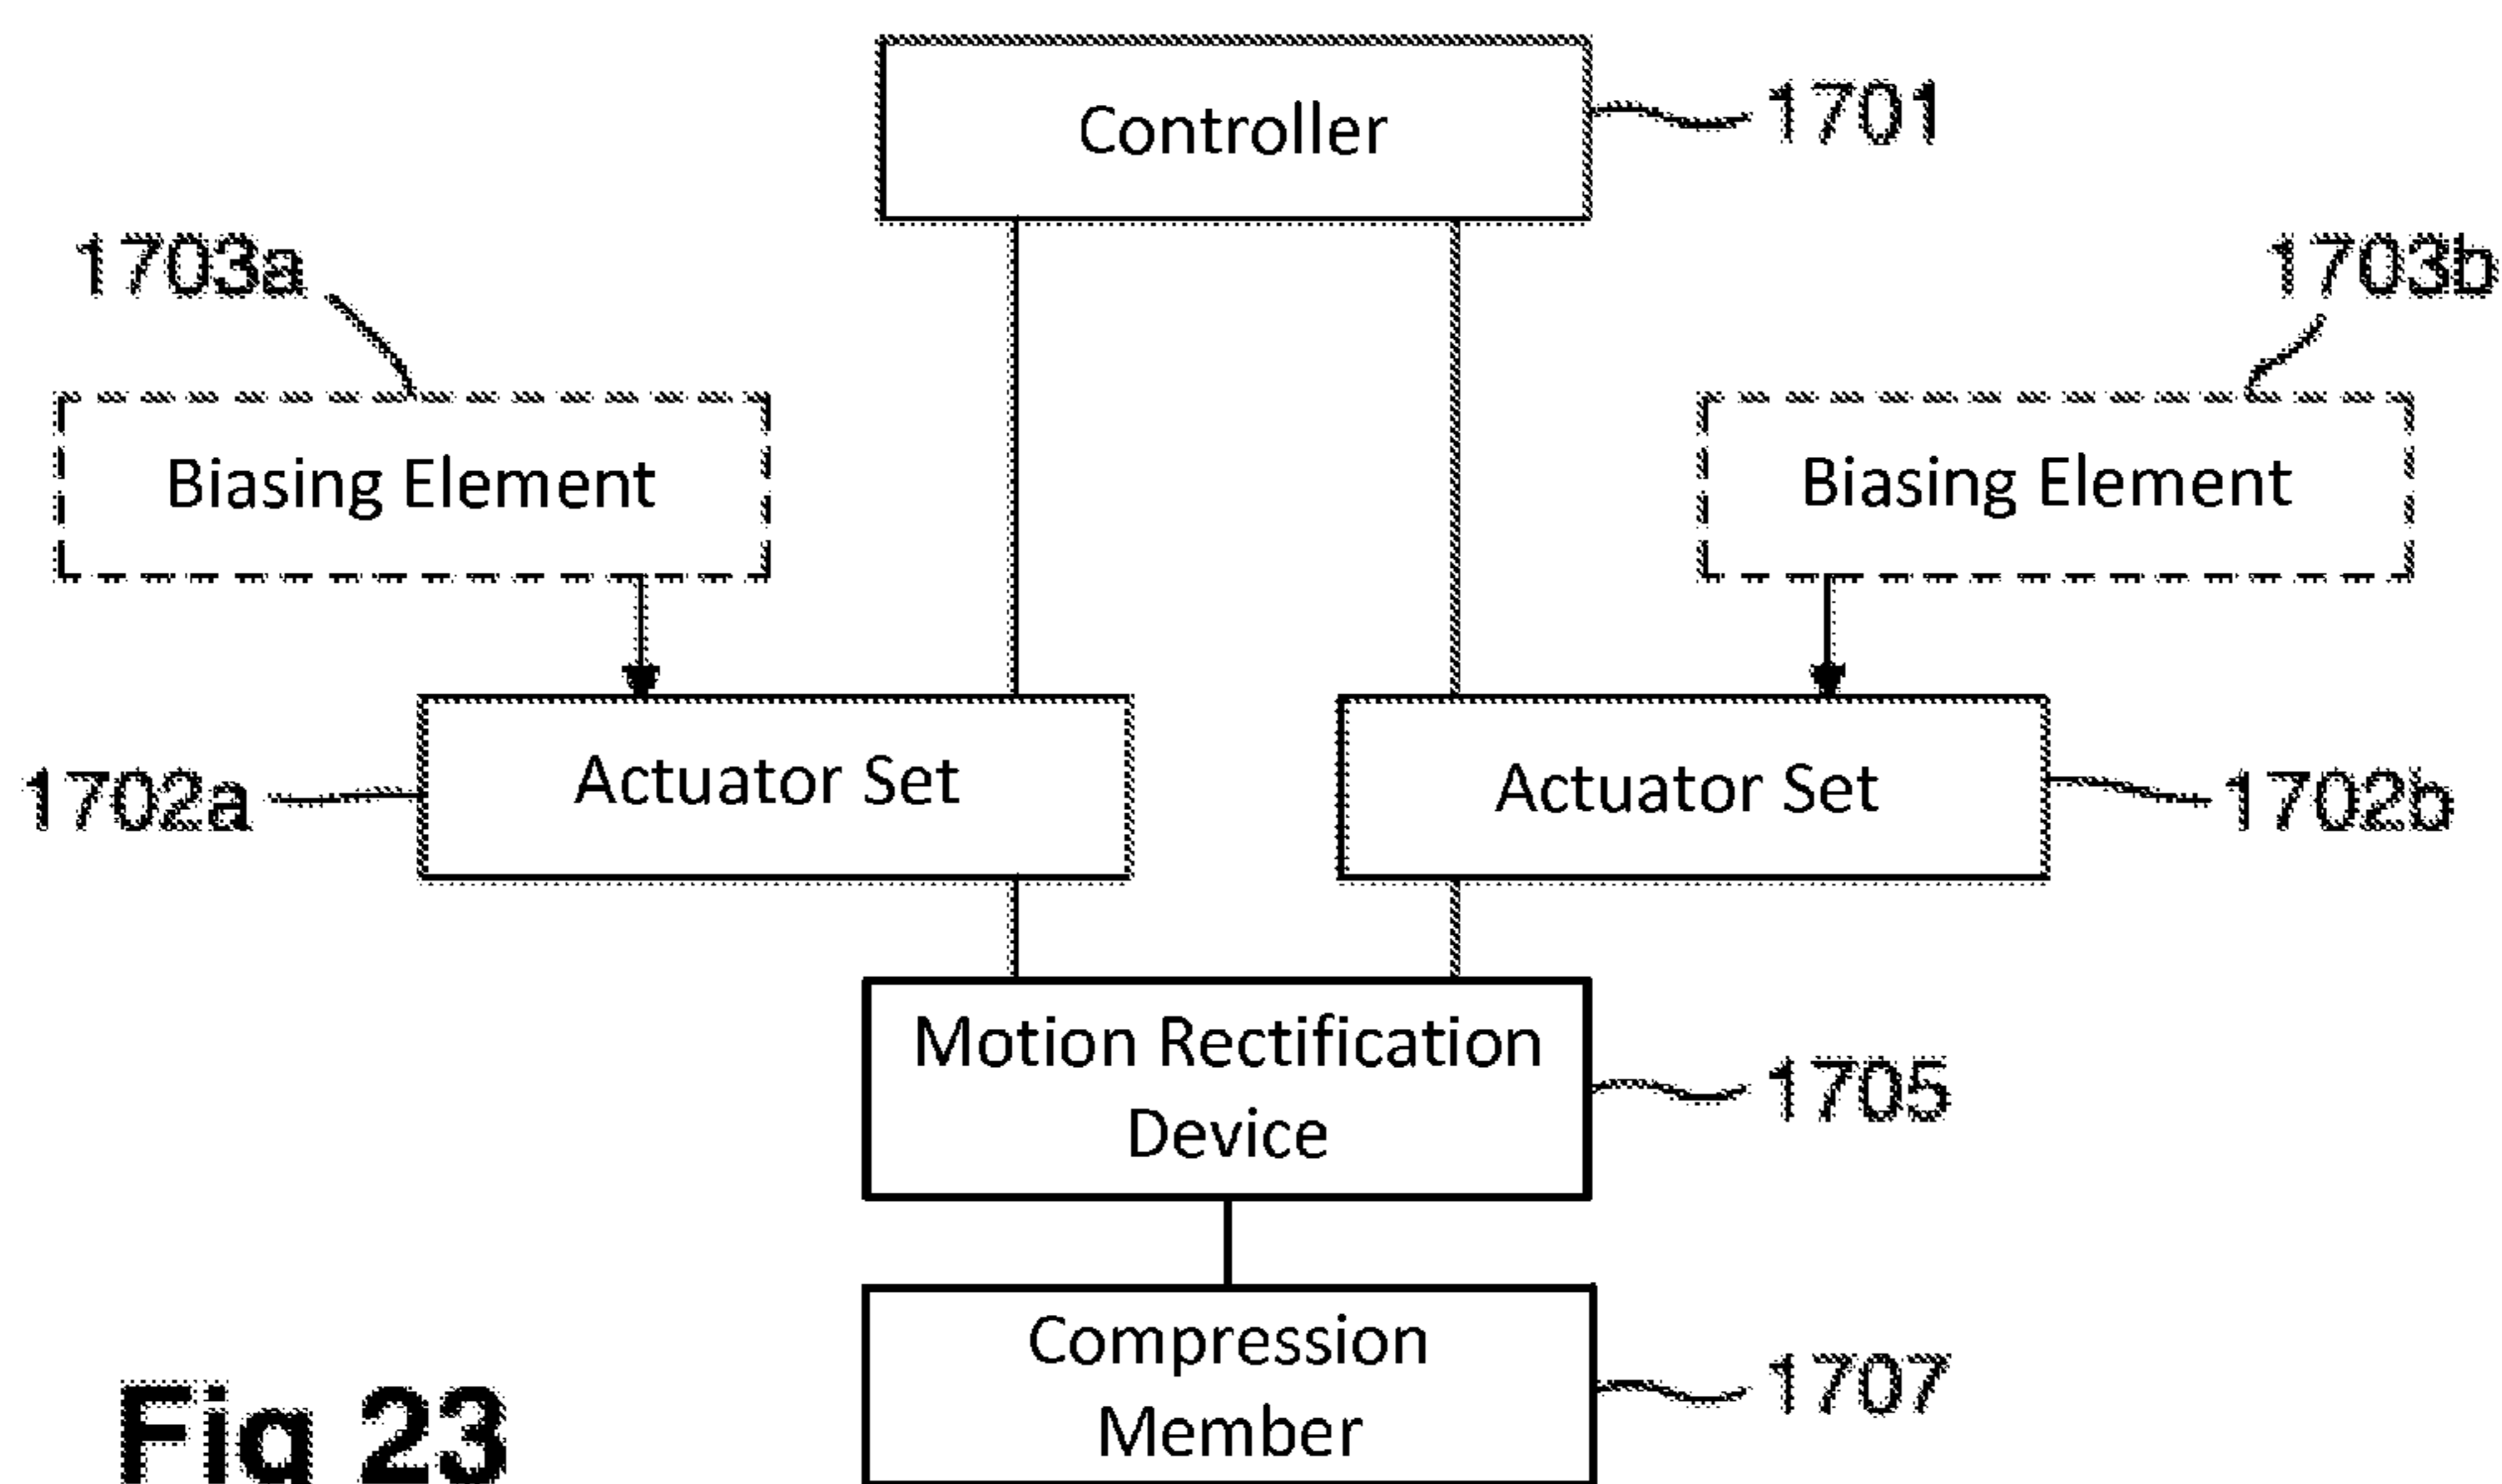 Controller
1701
1703a
1703b
Biasing Element
Biasing Element
Actuator Set
Actuator Set
1702a
1702b
Motion Rectification
Device
1705
Compression
Member
1707
Fig 23